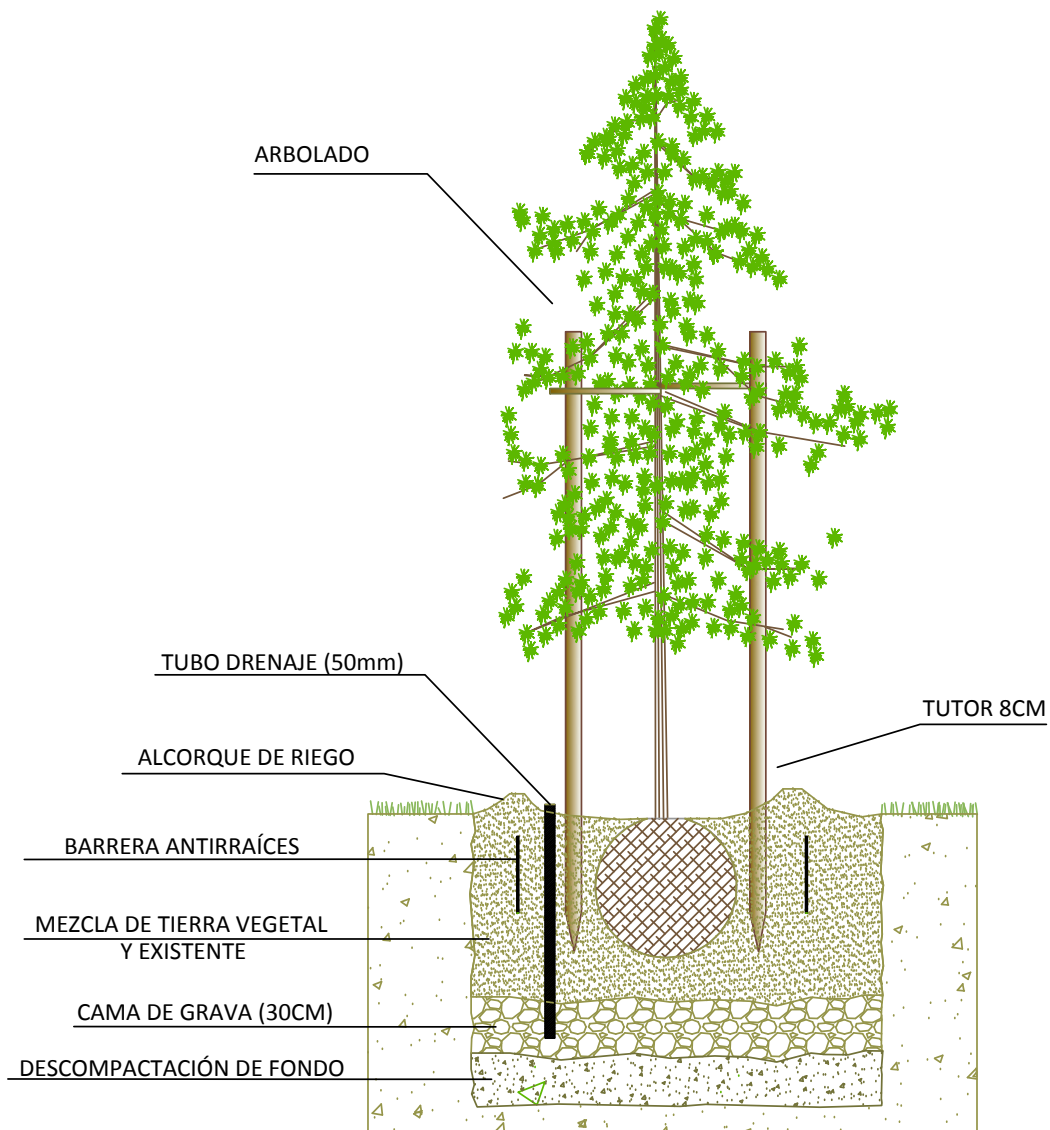 ARBOLADO
TUBO DRENAJE (50mm)
TUTOR 8CM
ALCORQUE DE RIEGO
BARRERA ANTIRRAÍCES
MEZCLA DE TIERRA VEGETAL
Y EXISTENTE
CAMA DE GRAVA (30CM)
DESCOMPACTACIÓN DE FONDO